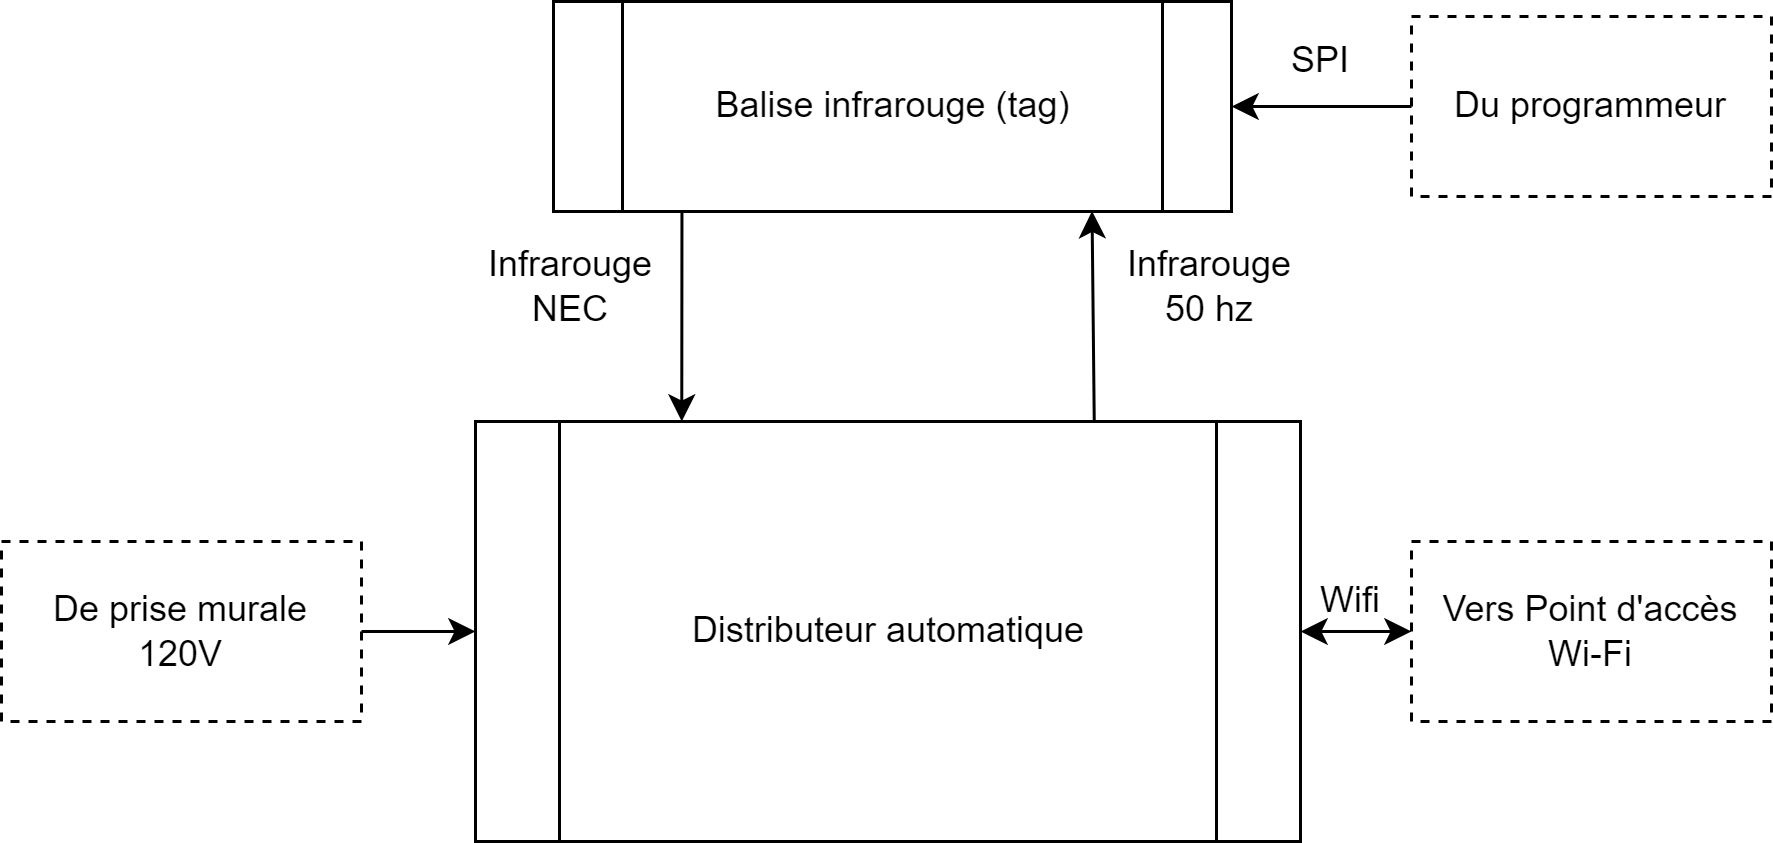 Balise infrarouge (tag)
SPI
Du programmeur
Infrarouge
NEC
Infrarouge
50 hz
De prise murale
120V
Distributeur automatique
Wifi
Vers Point d'accès
Wi-Fi